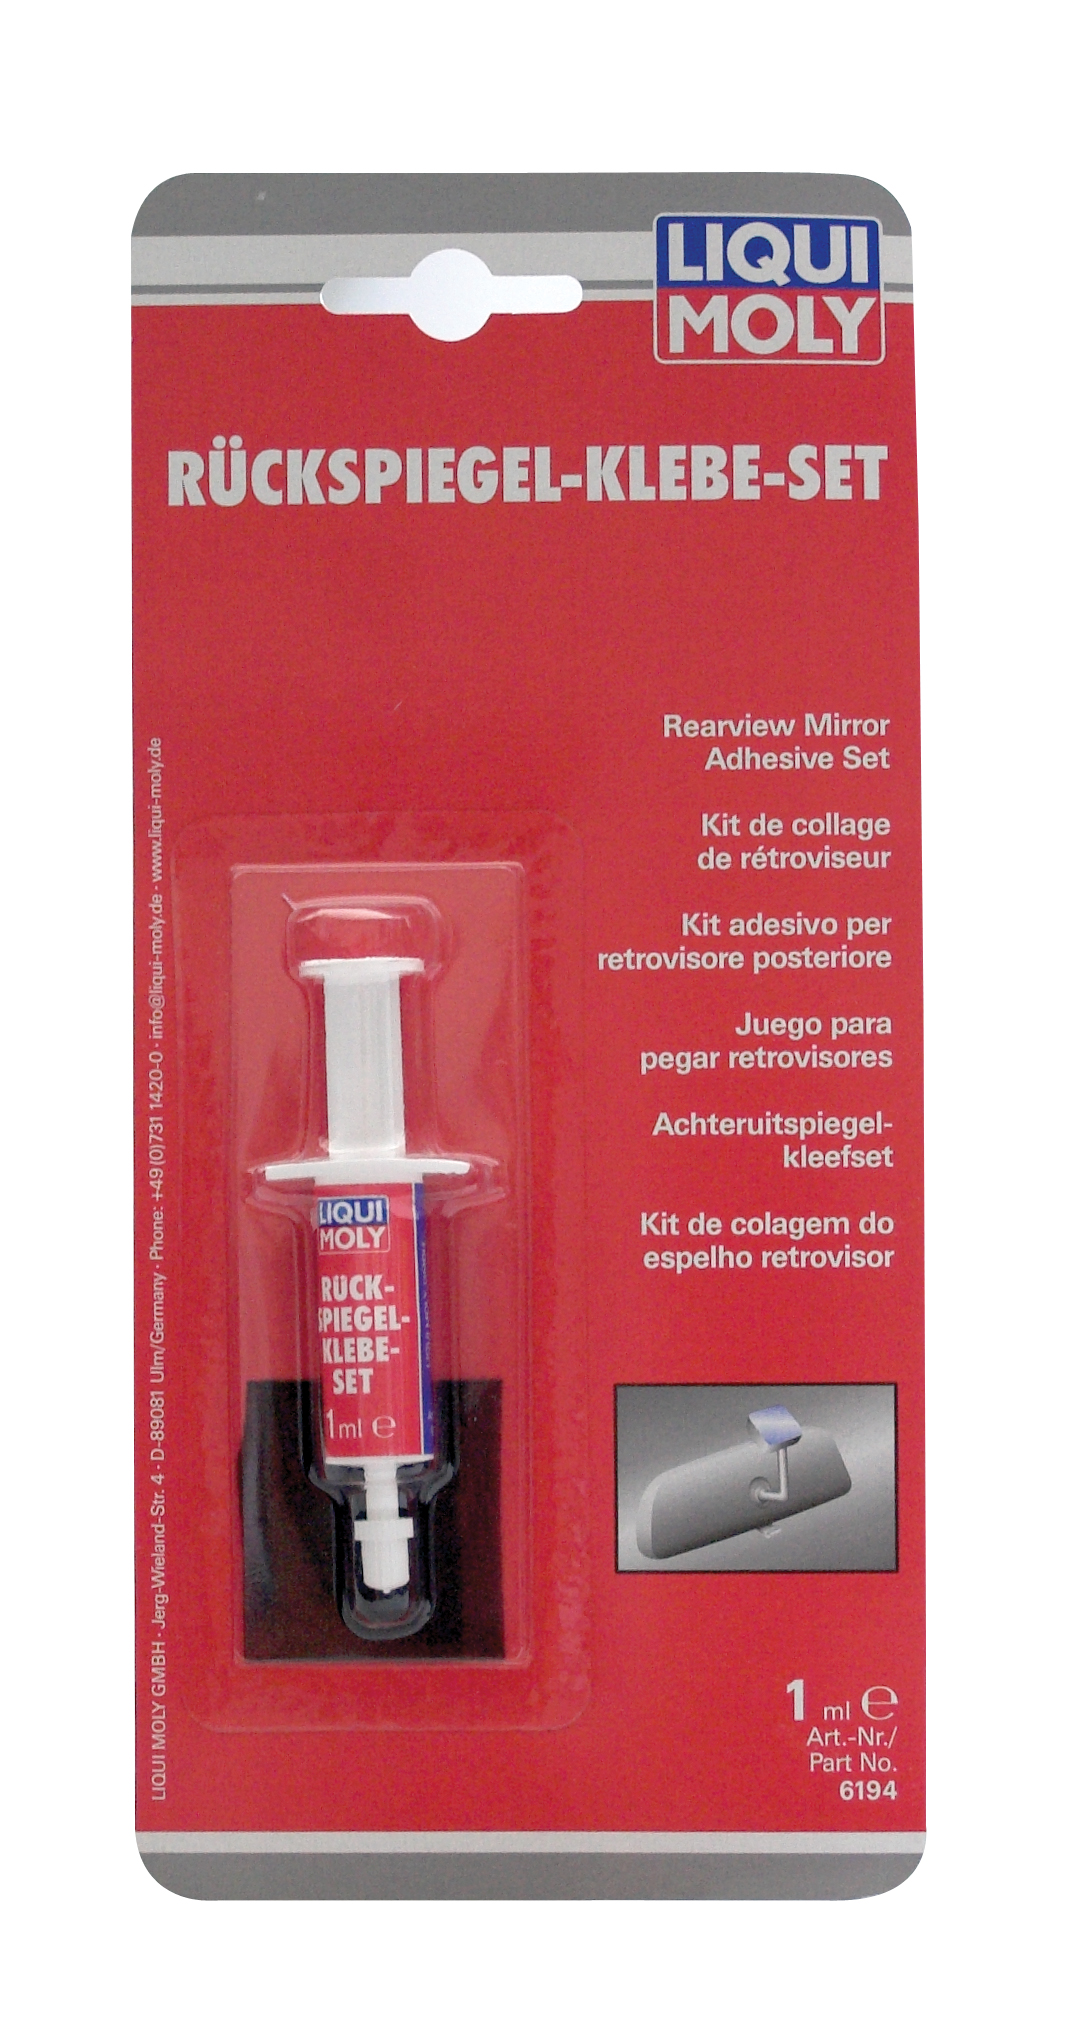 LIQUI
MOLY
RÜCKSPIEGEL-KLEBE-SET
Rearview Mirror
Adhesive Set
Kit de collage
de rétroviseur
Kit adesivo per
retrovisore posteriore
Juego para
pegar retrovisores
Achteruitspiegel-
kleefset
Kit de colagem do
espelho retrovisor
LIQUI MOLY GMBH · Jerg-Wieland-Str. 4 · D-89081 Ulm/Germany · Phone: +49 (0)731 1420-0 · info@liqui-moly.de · www.liqui-moly.de
LIQUI
MOLY
RÜCK-
SPIEGEL-
KLEBE-
SET
1 ml ℮
1 ml ℮
Art.-Nr./
Part No.
6194